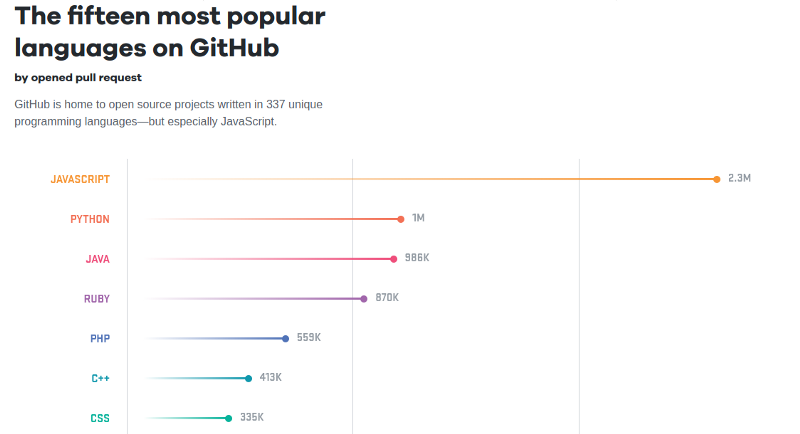 The fifteen most popular
languages on GitHub
by opened pull request
GitHub is home to open source projects written in 337 unique
programming languages—but especially JavaScript.
JAVASCRIPT 2.3M
PYTHON 1M
JAVA 986K
RUBY 870K
PHP 559K
C++ 413K
CSS 335K